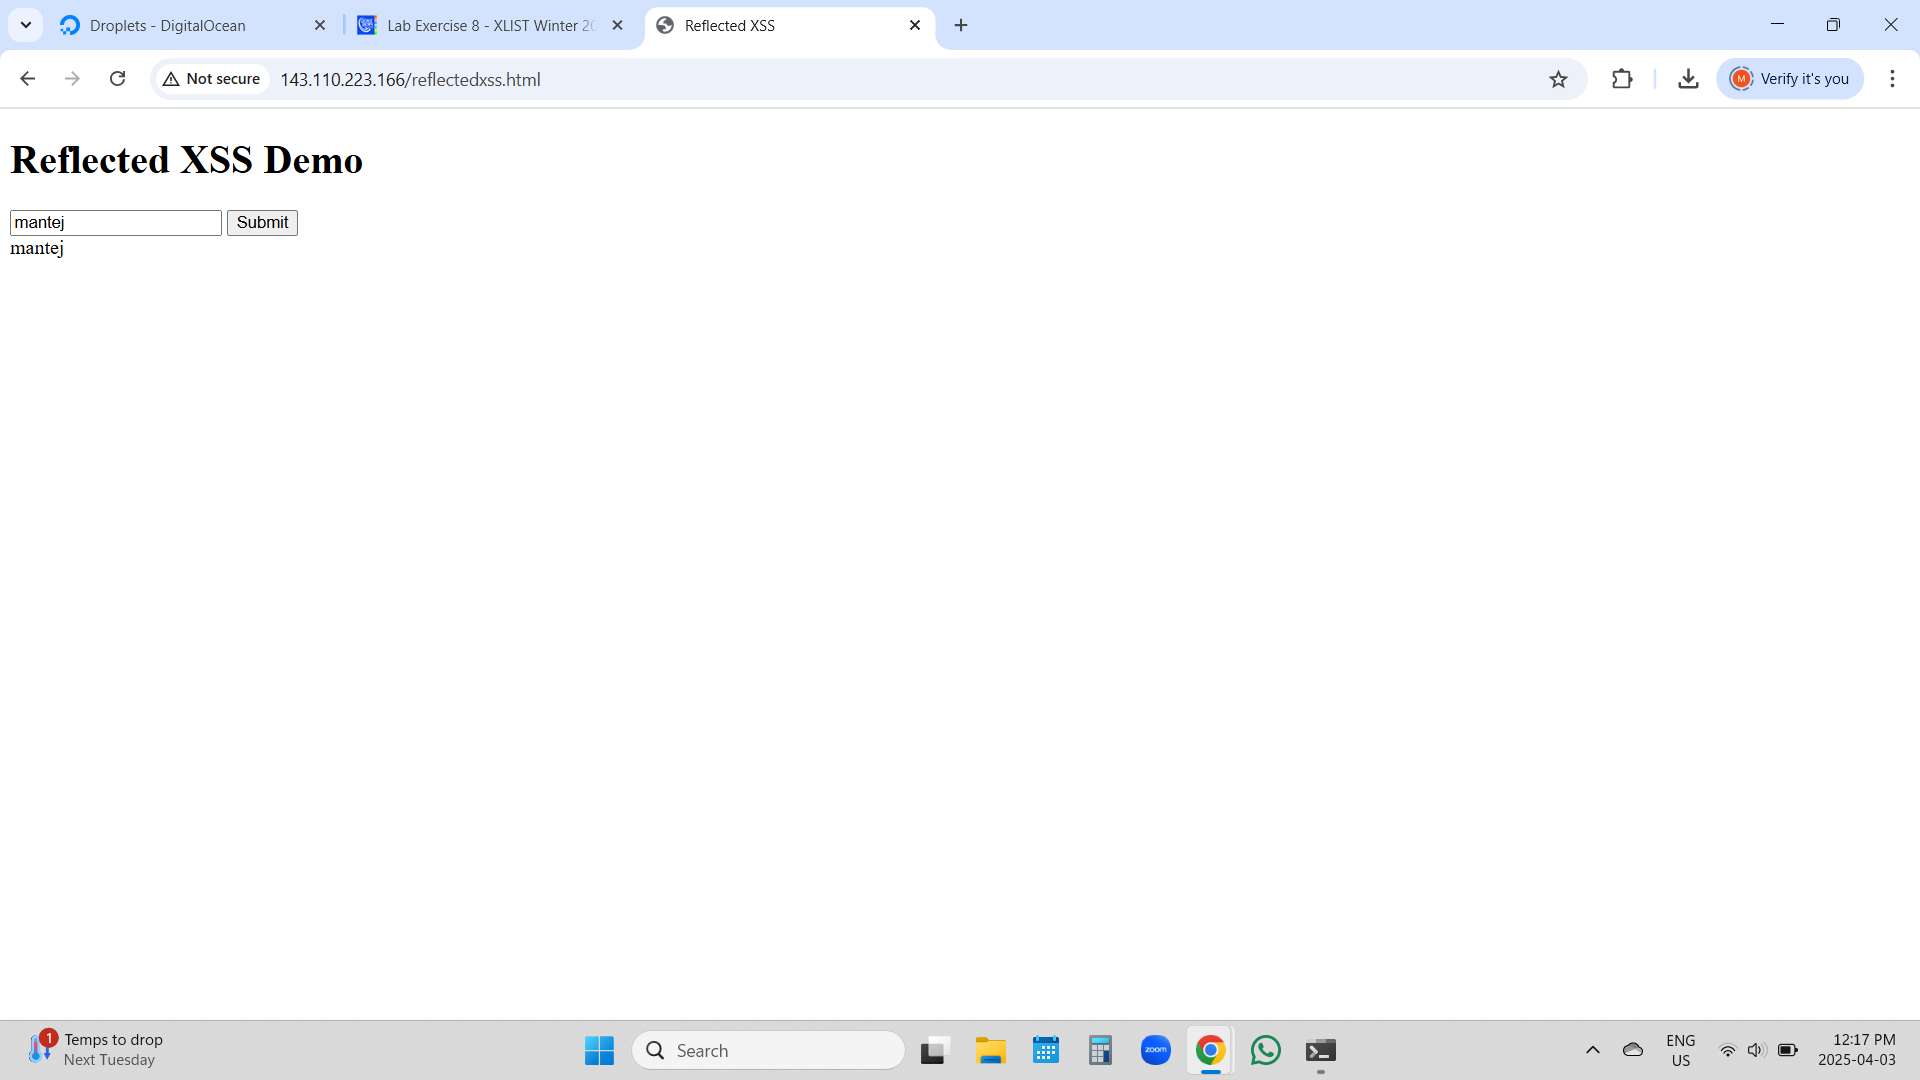 Droplets - DigitalOcean
Lab Exercise 8 - XLIST Winter 20
Reflected XSS
Not secure
143.110.223.166/reflectedxss.html
M
Verify it's you
Reflected XSS Demo
mantej
Submit
mantej
1
Temps to drop
Next Tuesday
Search
zoom
ENG
US
12:17 PM
2025-04-03